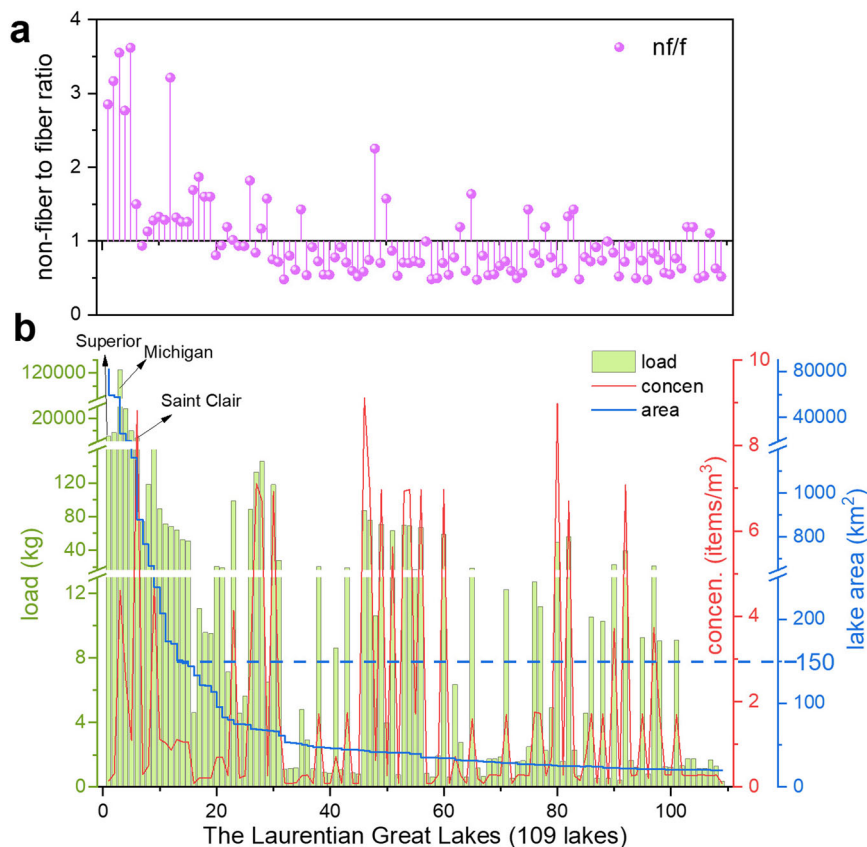 a
4
3
2
1
0
non-fiber to fiber ratio
nf/f
b
Superior
Michigan
Saint Clair
load
concen
area
120000
20000
120
80
40
12
8
4
0
load (kg)
10
8
6
4
2
0
concen. (items/m³)
80000
40000
1000
800
200
150
100
0
lake area (km²)
0 20 40 60 80 100
The Laurentian Great Lakes (109 lakes)